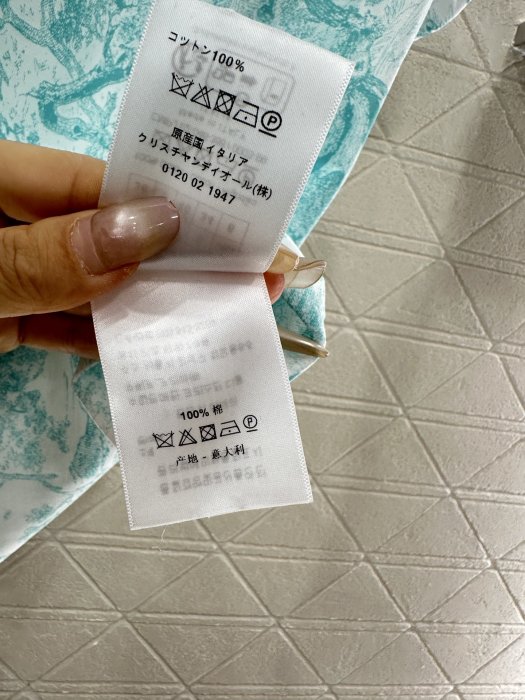 コットン100%
P
原産国イタリア
クリスチャンディオール(株)
0120 02 1947
100% 棉
P
产地 - 意大利